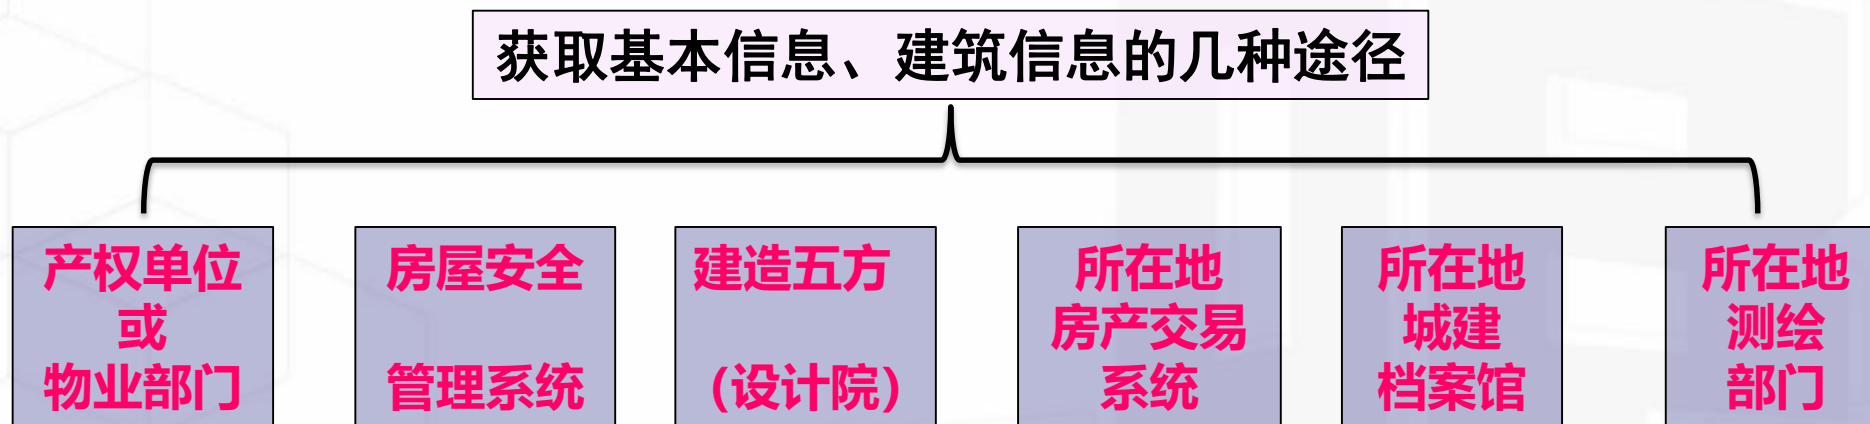 获取基本信息、建筑信息的几种途径
产权单位
或
物业部门
房屋安全
管理系统
建造五方
（设计院）
所在地
房产交易
系统
所在地
城建
档案馆
所在地
测绘
部门